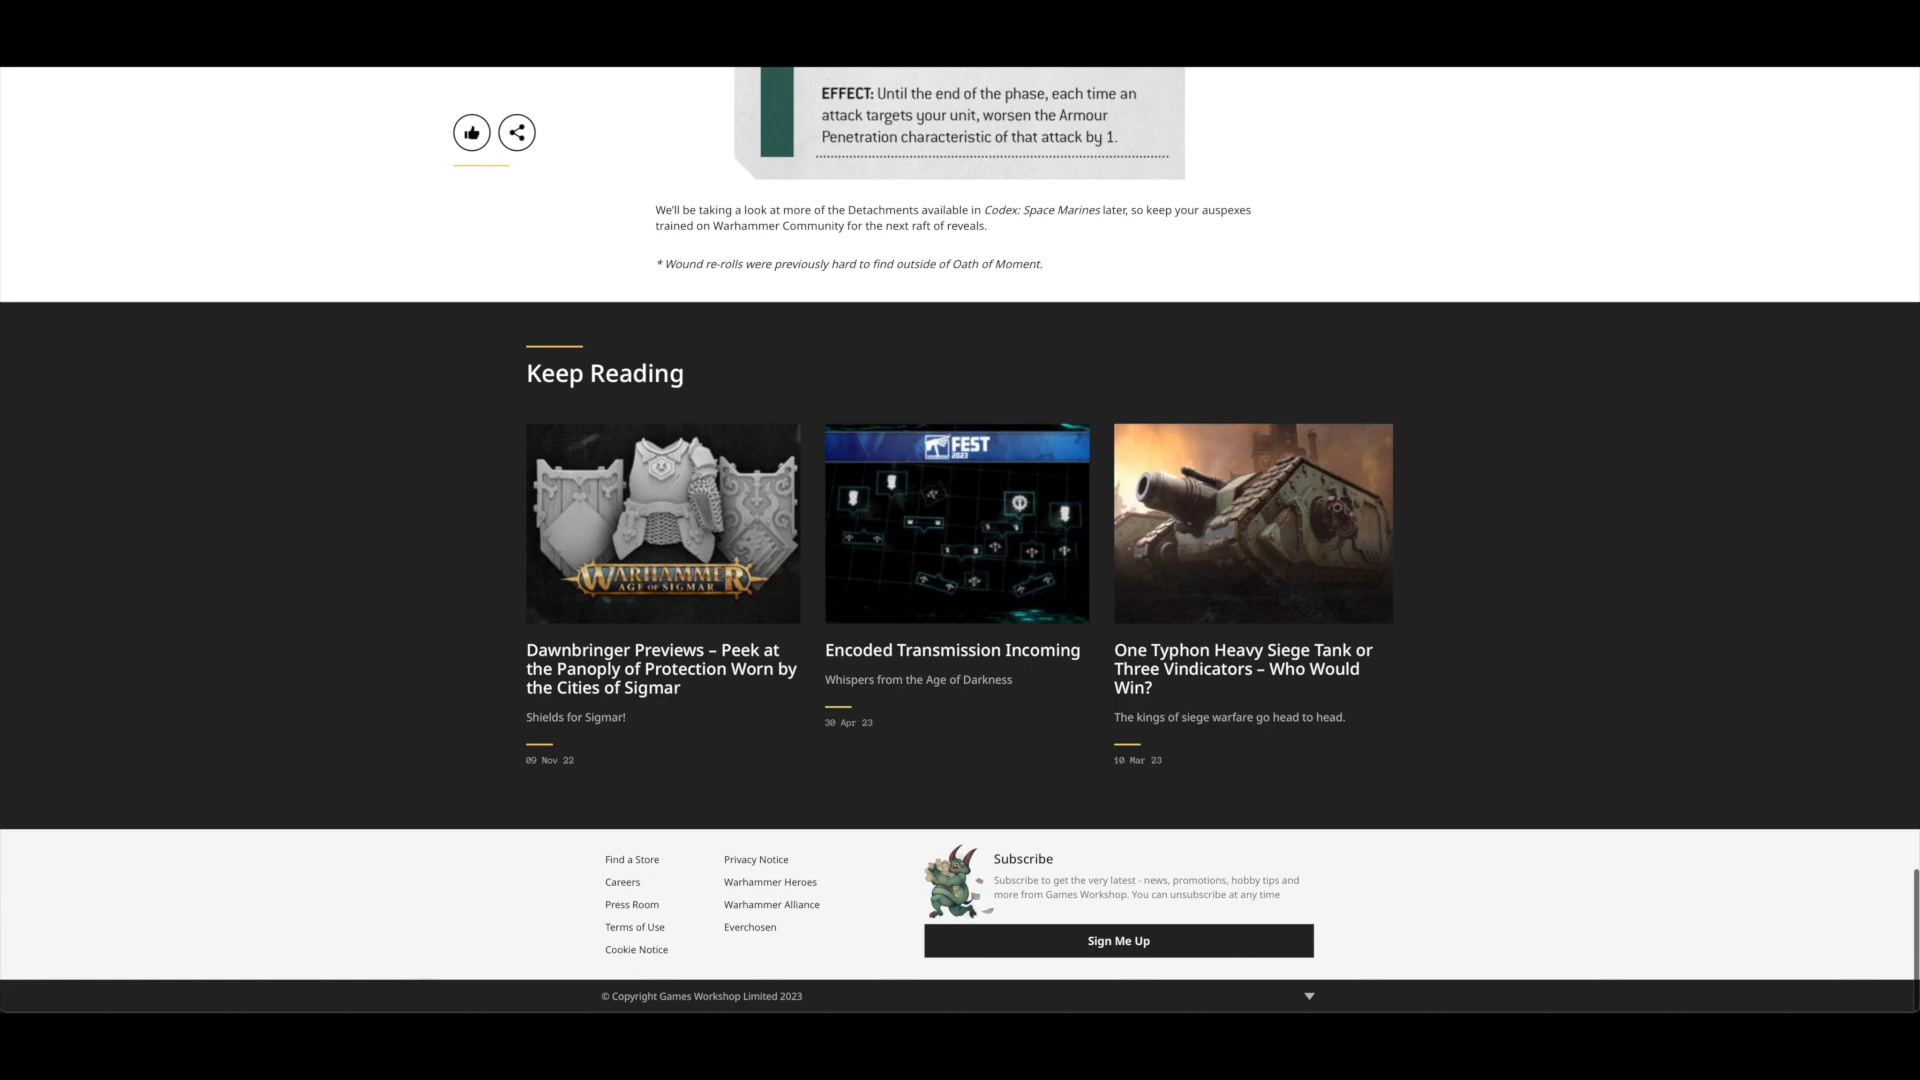 EFFECT: Until the end of the phase, each time an
attack targets your unit, worsen the Armour
Penetration characteristic of that attack by 1.
We'll be taking a look at more of the Detachments available in Codex: Space Marines later, so keep your auspexes
trained on Warhammer Community for the next raft of reveals.
* Wound re-rolls were previously hard to find outside of Oath of Moment.
Keep Reading
WARHAMMER
AGE OF SIGMAR
FEST
2023
Dawnbringer Previews – Peek at
the Panoply of Protection Worn by
the Cities of Sigmar
Shields for Sigmar!
09 Nov 22
Encoded Transmission Incoming
Whispers from the Age of Darkness
30 Apr 23
One Typhon Heavy Siege Tank or
Three Vindicators – Who Would
Win?
The kings of siege warfare go head to head.
10 Mar 23
Find a Store
Careers
Press Room
Terms of Use
Cookie Notice
Privacy Notice
Warhammer Heroes
Warhammer Alliance
Everchosen
Subscribe
Subscribe to get the very latest - news, promotions, hobby tips and
more from Games Workshop. You can unsubscribe at any time
Sign Me Up
© Copyright Games Workshop Limited 2023